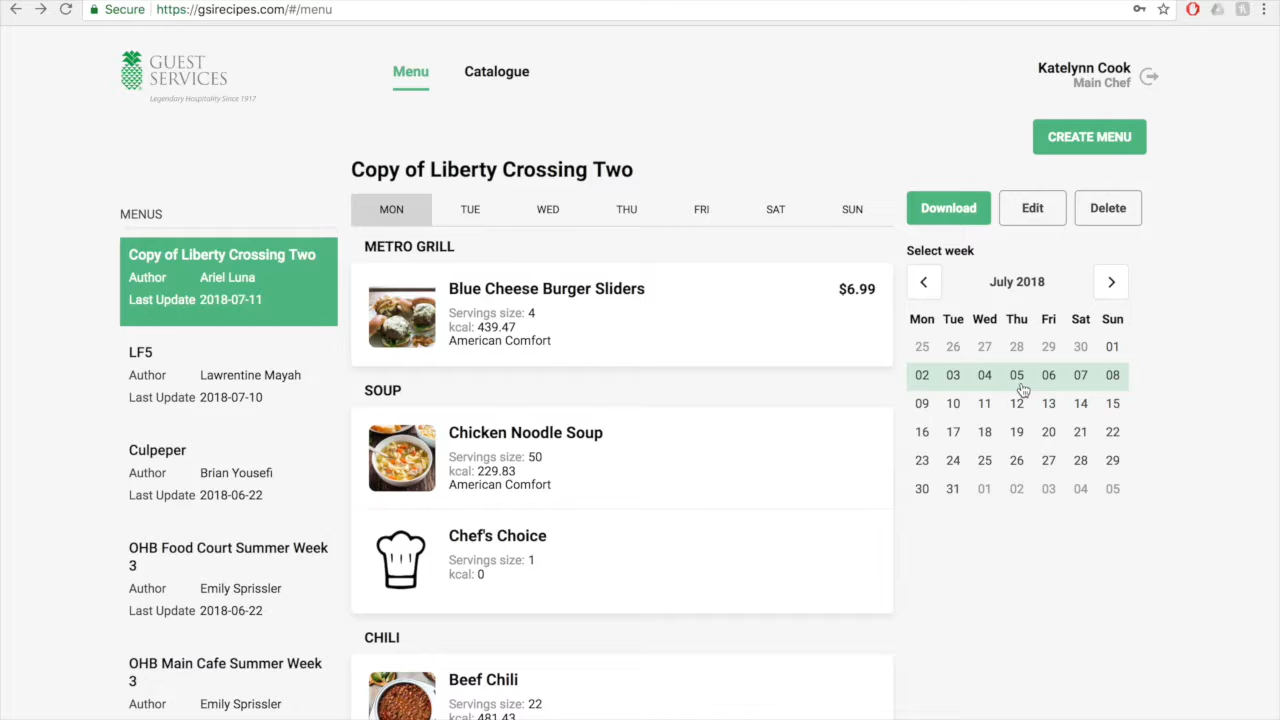 Secure https://gsirecipes.com/#/menu
GUEST
SERVICES
Legendary Hospitality Since 1917
Menu
Catalogue
Katelynn Cook
Main Chef
CREATE MENU
MENUS
Copy of Liberty Crossing Two
Author Ariel Luna
Last Update 2018-07-11
LF5
Author Lawrentine Mayah
Last Update 2018-07-10
Culpeper
Author Brian Yousefi
Last Update 2018-06-22
OHB Food Court Summer Week
3
Author Emily Sprissler
Last Update 2018-06-22
OHB Main Cafe Summer Week
3
Author Emily Sprissler
Copy of Liberty Crossing Two
MON TUE WED THU FRI SAT SUN
METRO GRILL
Blue Cheese Burger Sliders $6.99
Servings size: 4
kcal: 439.47
American Comfort
SOUP
Chicken Noodle Soup
Servings size: 50
kcal: 229.83
American Comfort
Chef's Choice
Servings size: 1
kcal: 0
CHILI
Beef Chili
Servings size: 22
kcal: 481.43
Download Edit Delete
Select week
July 2018
Mon Tue Wed Thu Fri Sat Sun
25 26 27 28 29 30 01
02 03 04 05 06 07 08
09 10 11 12 13 14 15
16 17 18 19 20 21 22
23 24 25 26 27 28 29
30 31 01 02 03 04 05